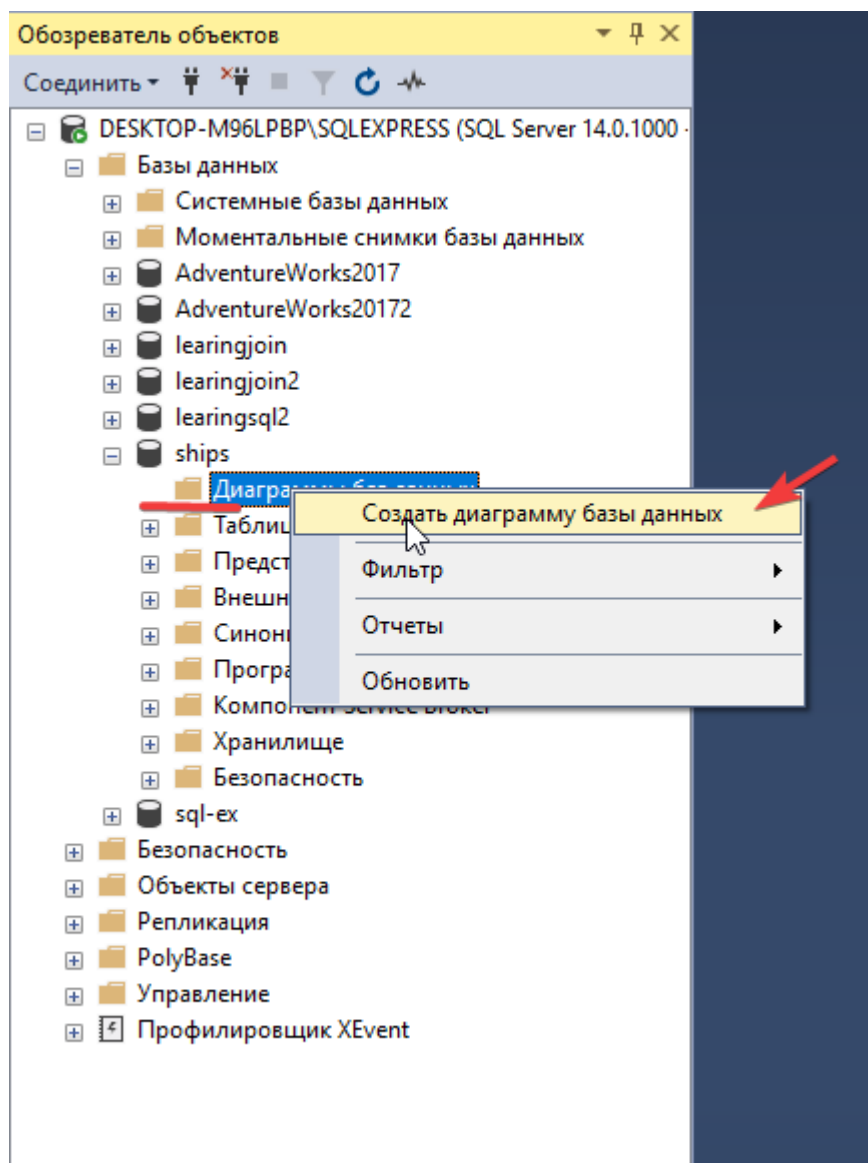 Обозреватель объектов
Соединить
DESKTOP-M96LPBP\SQLEXPRESS (SQL Server 14.0.1000 -
Базы данных
Системные базы данных
Моментальные снимки базы данных
AdventureWorks2017
AdventureWorks20172
learingjoin
learingjoin2
learingsql2
ships
Создать диаграмму базы данных
Фильтр
Отчеты
Обновить
Хранилище
Безопасность
sql-ex
Безопасность
Объекты сервера
Репликация
PolyBase
Управление
Профилировщик XEvent